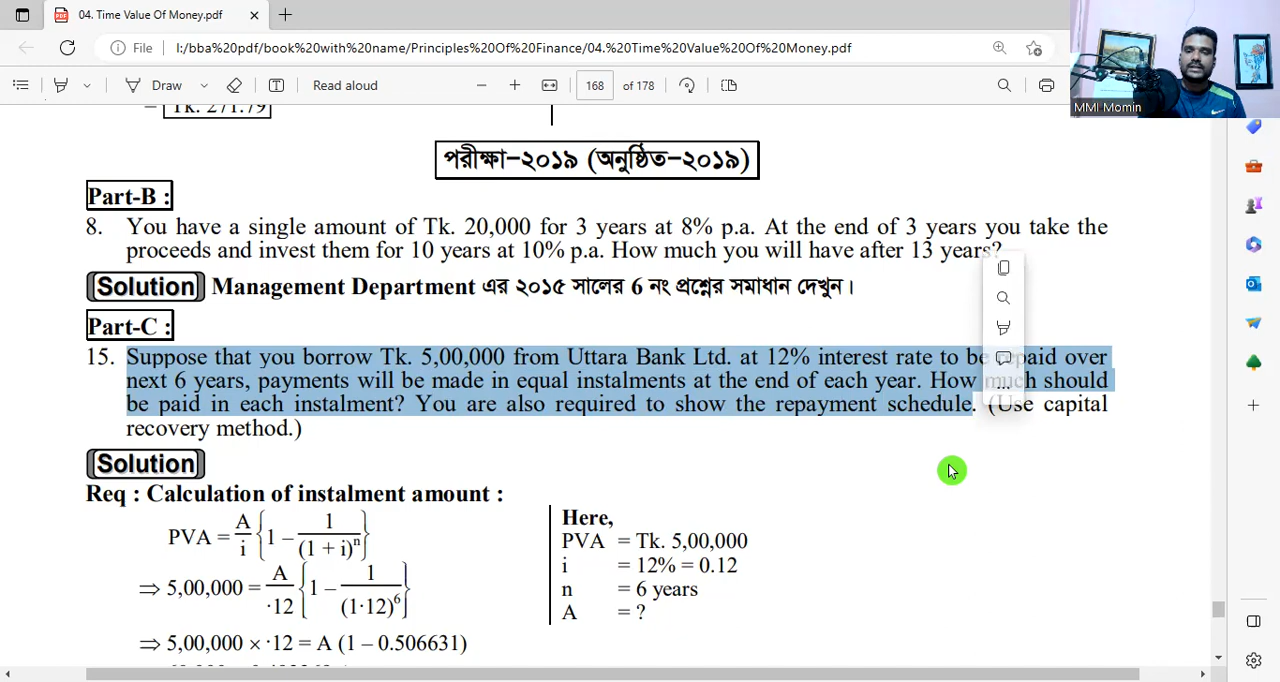 04. Time Value Of Money.pdf
File
I:/bba%20pdf/book%20with%20name/Principles%20Of%20Finance/04.%20Time%20Value%20Of%20Money.pdf
Draw
Read aloud
168 of 178
MMI Momin
= Tk. 271.79
পরীক্ষা-২০১৯ (অনুষ্ঠিত-২০১৯)
Part-B :
8. You have a single amount of Tk. 20,000 for 3 years at 8% p.a. At the end of 3 years you take the
proceeds and invest them for 10 years at 10% p.a. How much you will have after 13 years?
Solution Management Department এর ২০১৫ সালের 6 নং প্রশ্নের সমাধান দেখুন।
Part-C :
15. Suppose that you borrow Tk. 5,00,000 from Uttara Bank Ltd. at 12% interest rate to be repaid over
next 6 years, payments will be made in equal instalments at the end of each year. How much should
be paid in each instalment? You are also required to show the repayment schedule. (Use capital
recovery method.)
Solution
Req : Calculation of instalment amount :
PVA = A/i {1 – 1/(1 + i)^n}
⇒ 5,00,000 = A/·12 {1 – 1/(1·12)^6}
⇒ 5,00,000 × ·12 = A (1 – 0.506631)
Here,
PVA = Tk. 5,00,000
i = 12% = 0.12
n = 6 years
A = ?